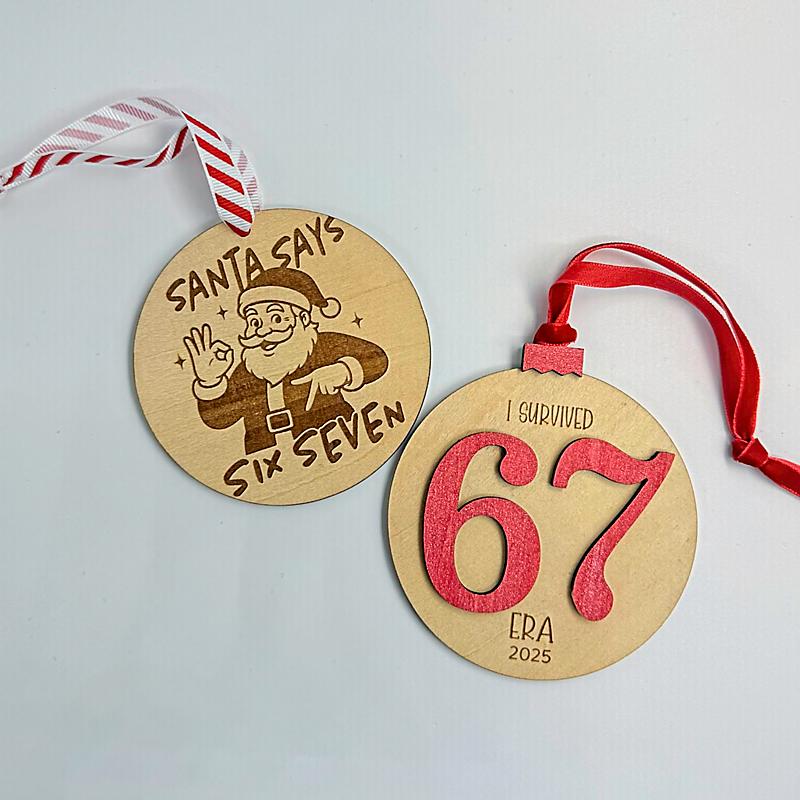 SANTA SAYS
SIX SEVEN
I SURVIVED
67
ERA
2025